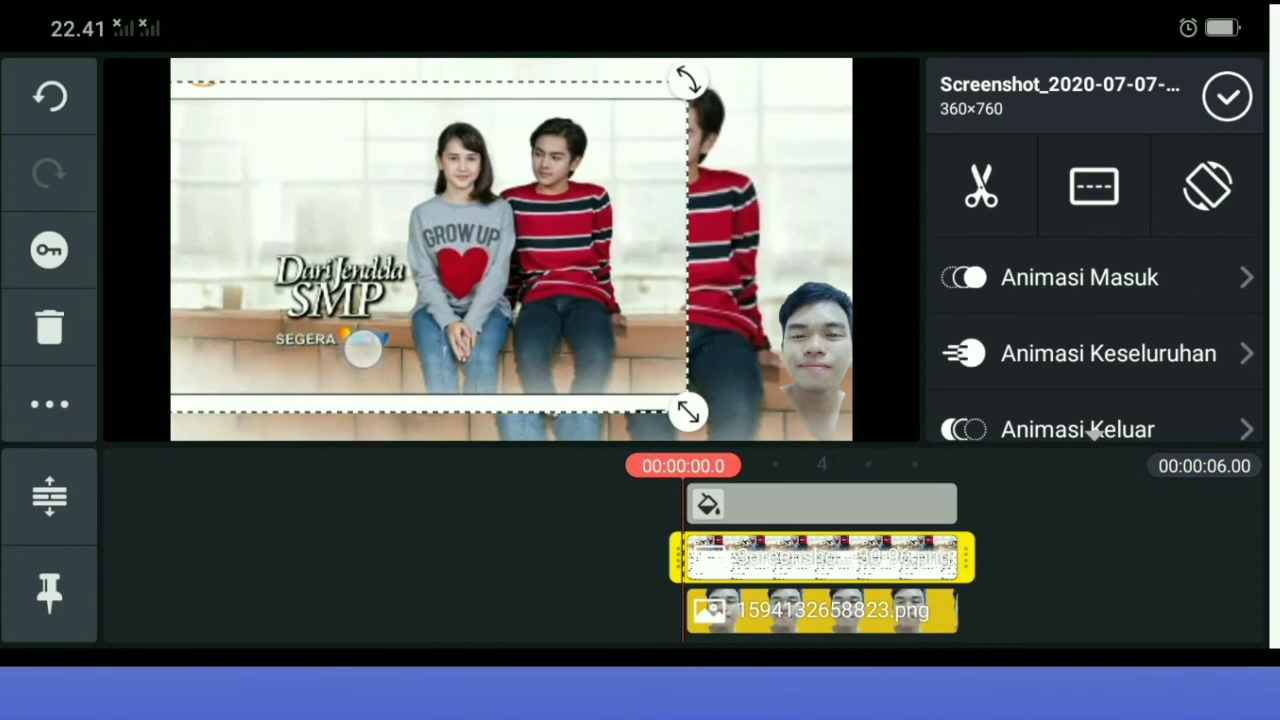 22.41
Screenshot_2020-07-07-...
360×760
GROW UP
Dari Jendela
SMP
SEGERA
Animasi Masuk
Animasi Keseluruhan
Animasi Keluar
00:00:00.0
4
00:00:06.00
1594132658823.png